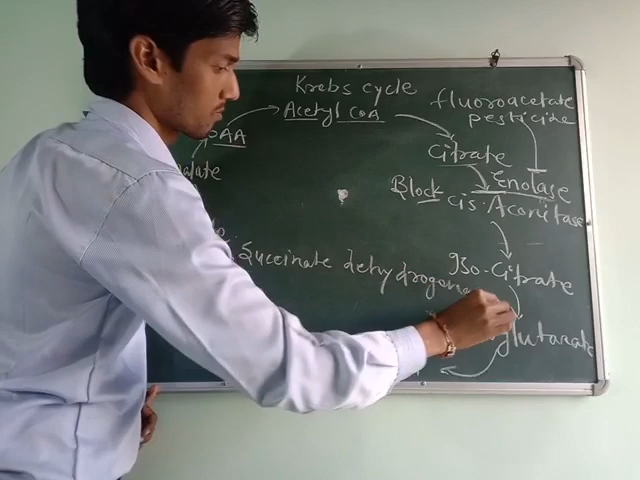 Krebs cycle
fluoroacetate
pesticide
Acetyl CoA
OAA
Citrate
Enolase
Block
cis-Aconitase
Iso-Citrate
Succinate dehydrogena
glutarate